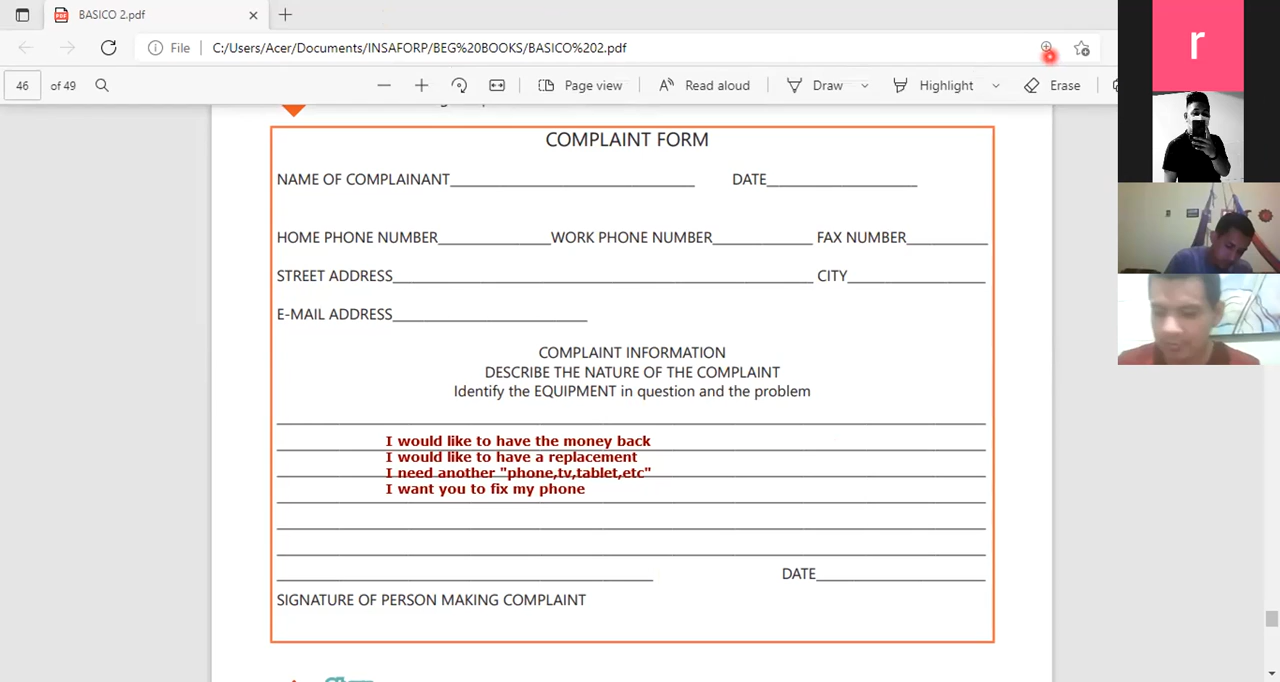 BASICO 2.pdf
File C:/Users/Acer/Documents/INSAFORP/BEG%20BOOKS/BASICO%202.pdf
46 of 49 Page view Read aloud Draw Highlight Erase
r
COMPLAINT FORM
NAME OF COMPLAINANT DATE
HOME PHONE NUMBER WORK PHONE NUMBER FAX NUMBER
STREET ADDRESS CITY
E-MAIL ADDRESS
COMPLAINT INFORMATION
DESCRIBE THE NATURE OF THE COMPLAINT
Identify the EQUIPMENT in question and the problem
I would like to have the money back
I would like to have a replacement
I need another "phone,tv,tablet,etc"
I want you to fix my phone
DATE
SIGNATURE OF PERSON MAKING COMPLAINT